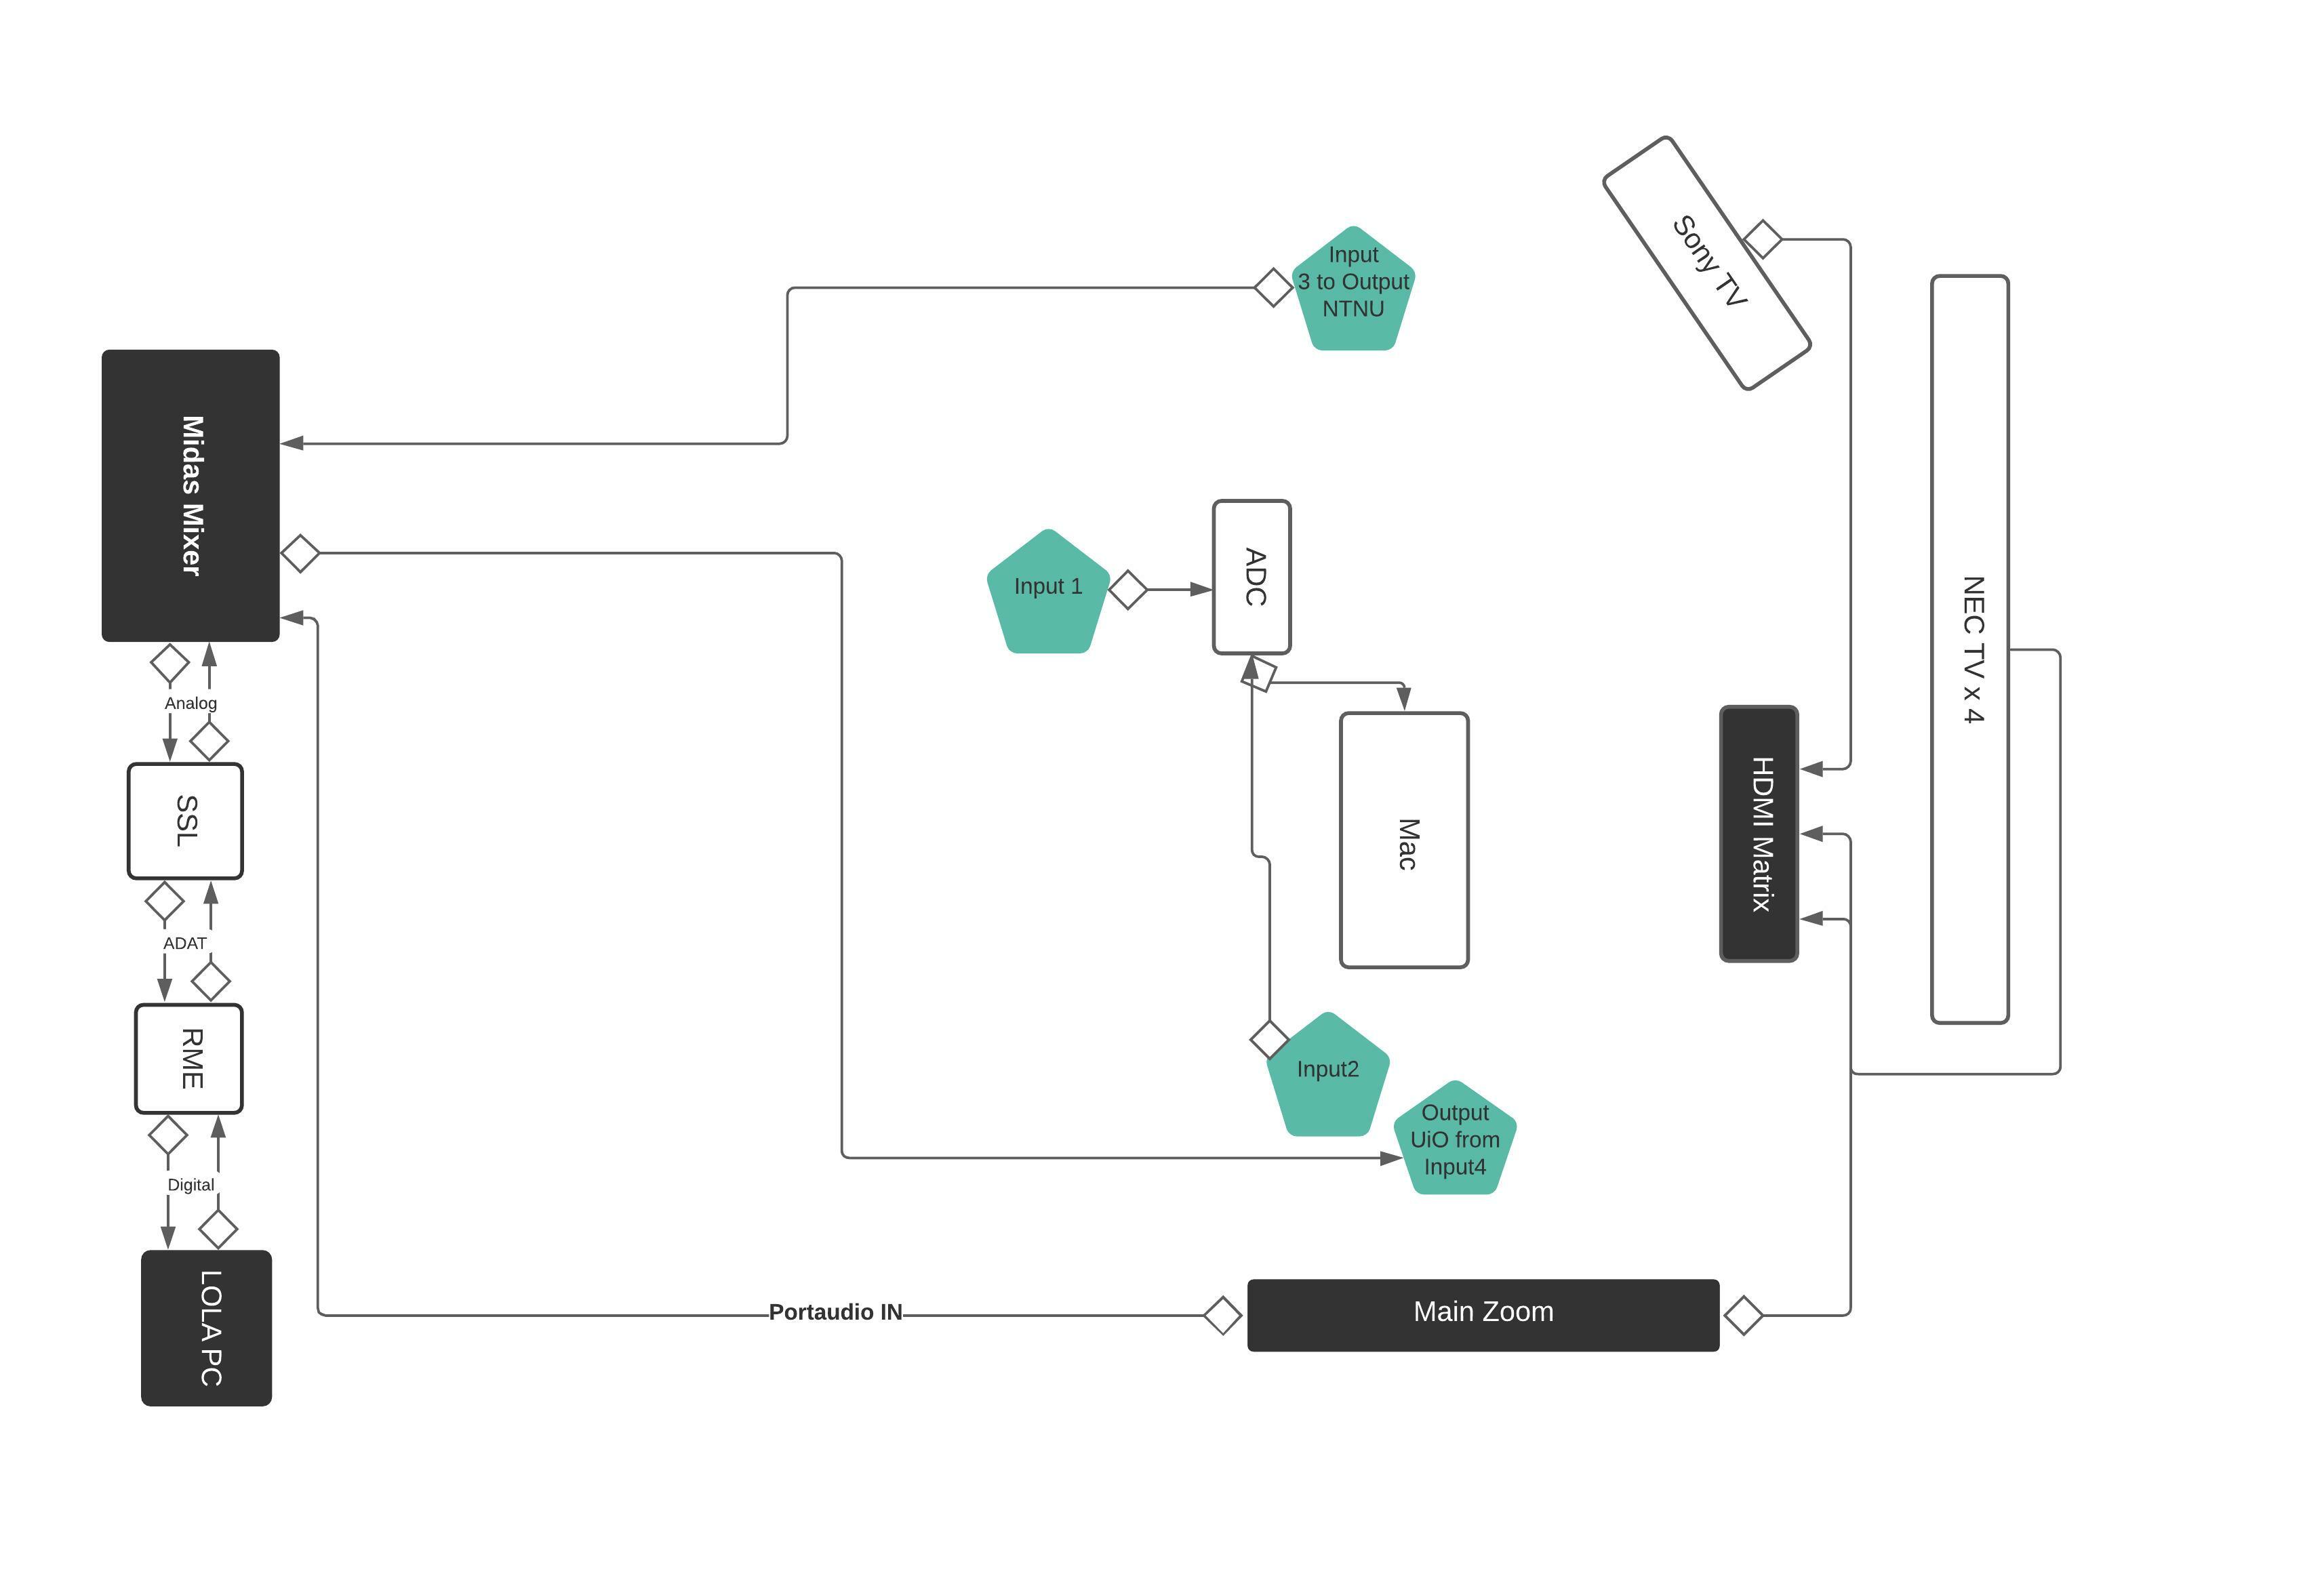 Sony TV
Input
3 to Output
NTNU
Midas Mixer
Input 1
ADC
NEC TV x 4
Analog
SSL
Mac
HDMI Matrix
ADAT
RME
Input2
Output
UiO from
Input4
Digital
LOLA PC
Portaudio IN
Main Zoom